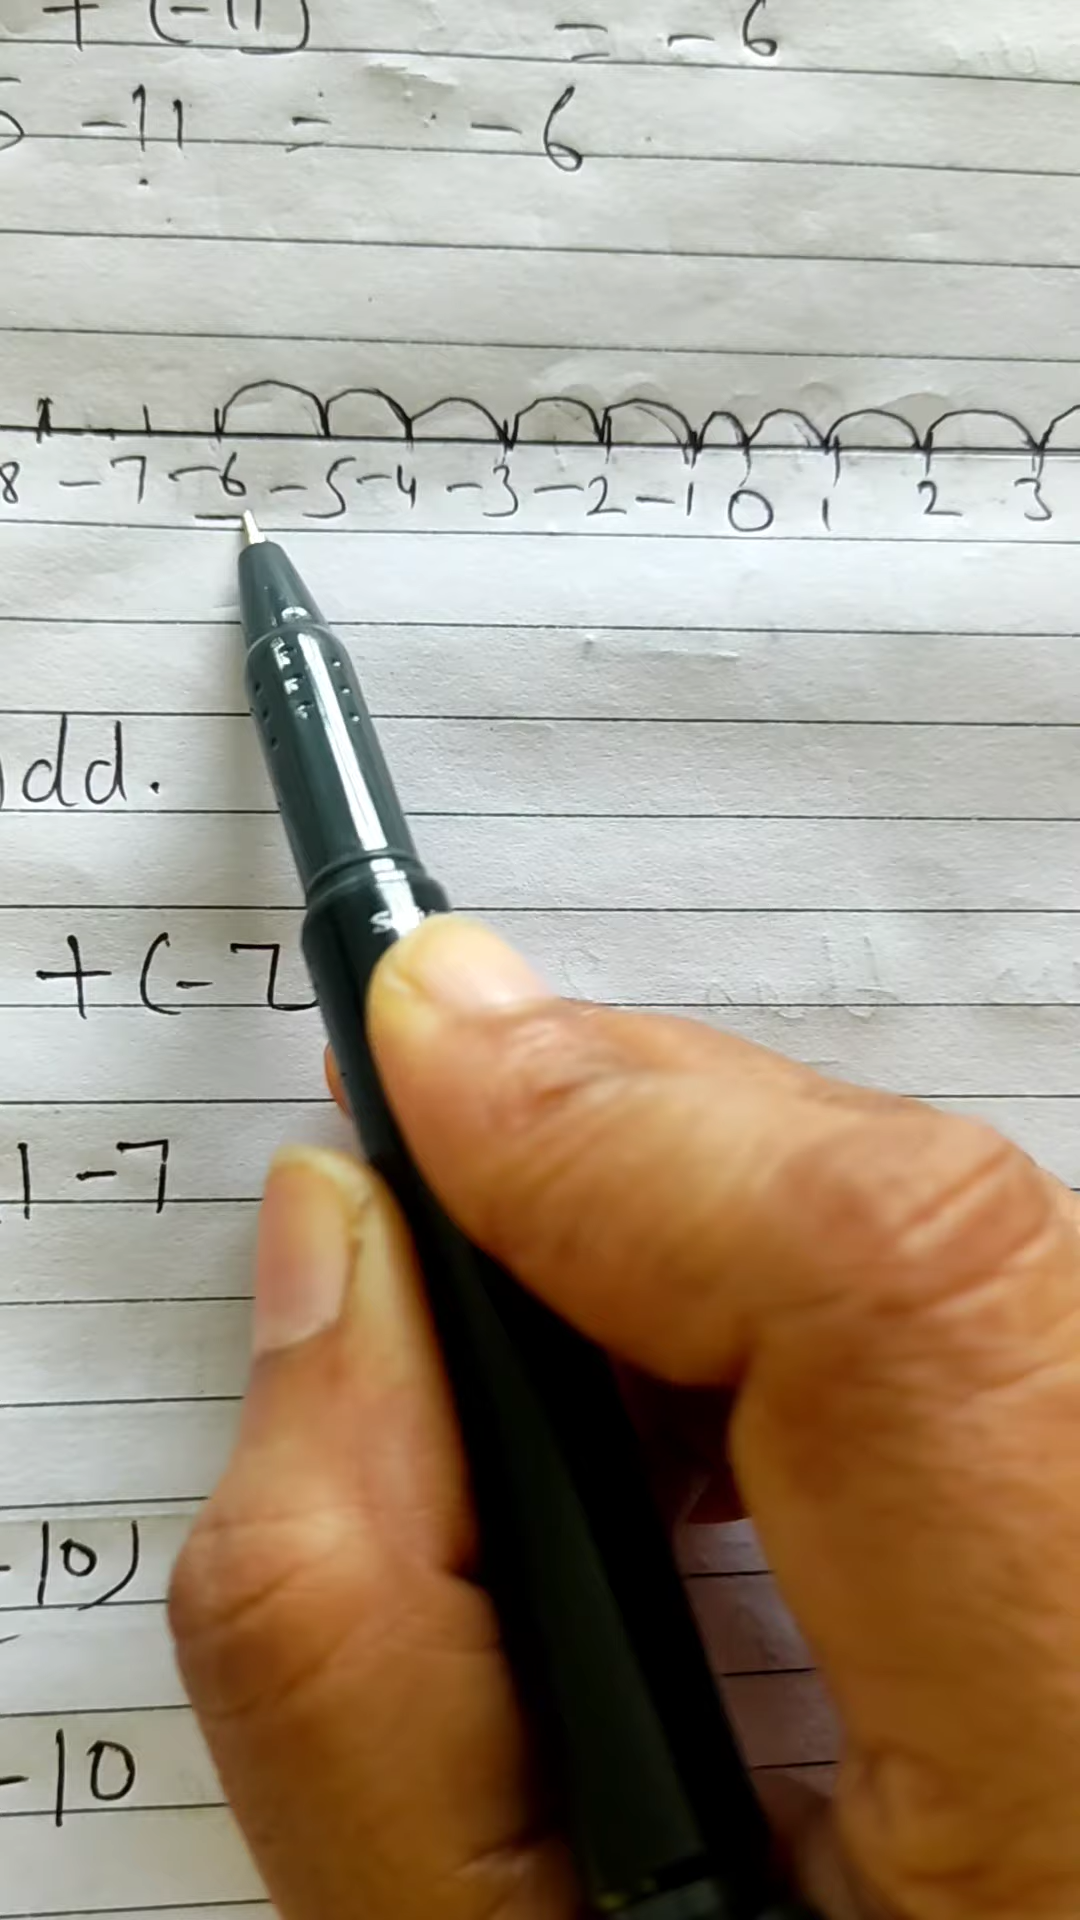 + (-11) = -6
5 -11 = -6
8 -7 -6 -5 -4 -3 -2 -1 0 1 2 3
dd.
+ (-7
1 -7
-10)
-10